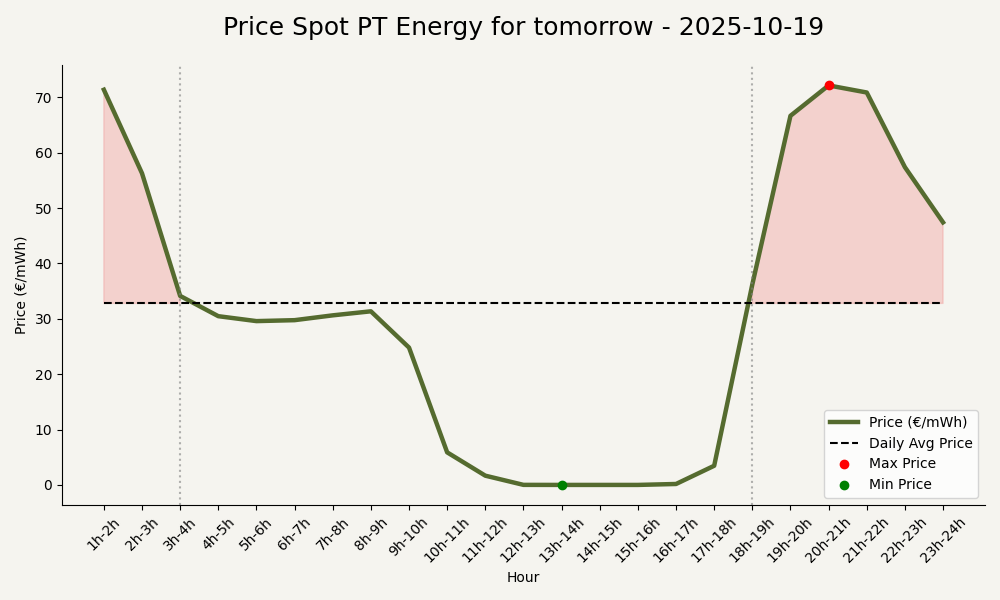 Price Spot PT Energy for tomorrow - 2025-10-19
Price (€/mWh)
70
60
50
40
30
20
10
0
Price (€/mWh)
Daily Avg Price
Max Price
Min Price
1h-2h
2h-3h
3h-4h
4h-5h
5h-6h
6h-7h
7h-8h
8h-9h
9h-10h
10h-11h
11h-12h
12h-13h
13h-14h
14h-15h
15h-16h
16h-17h
17h-18h
18h-19h
19h-20h
20h-21h
21h-22h
22h-23h
23h-24h
Hour